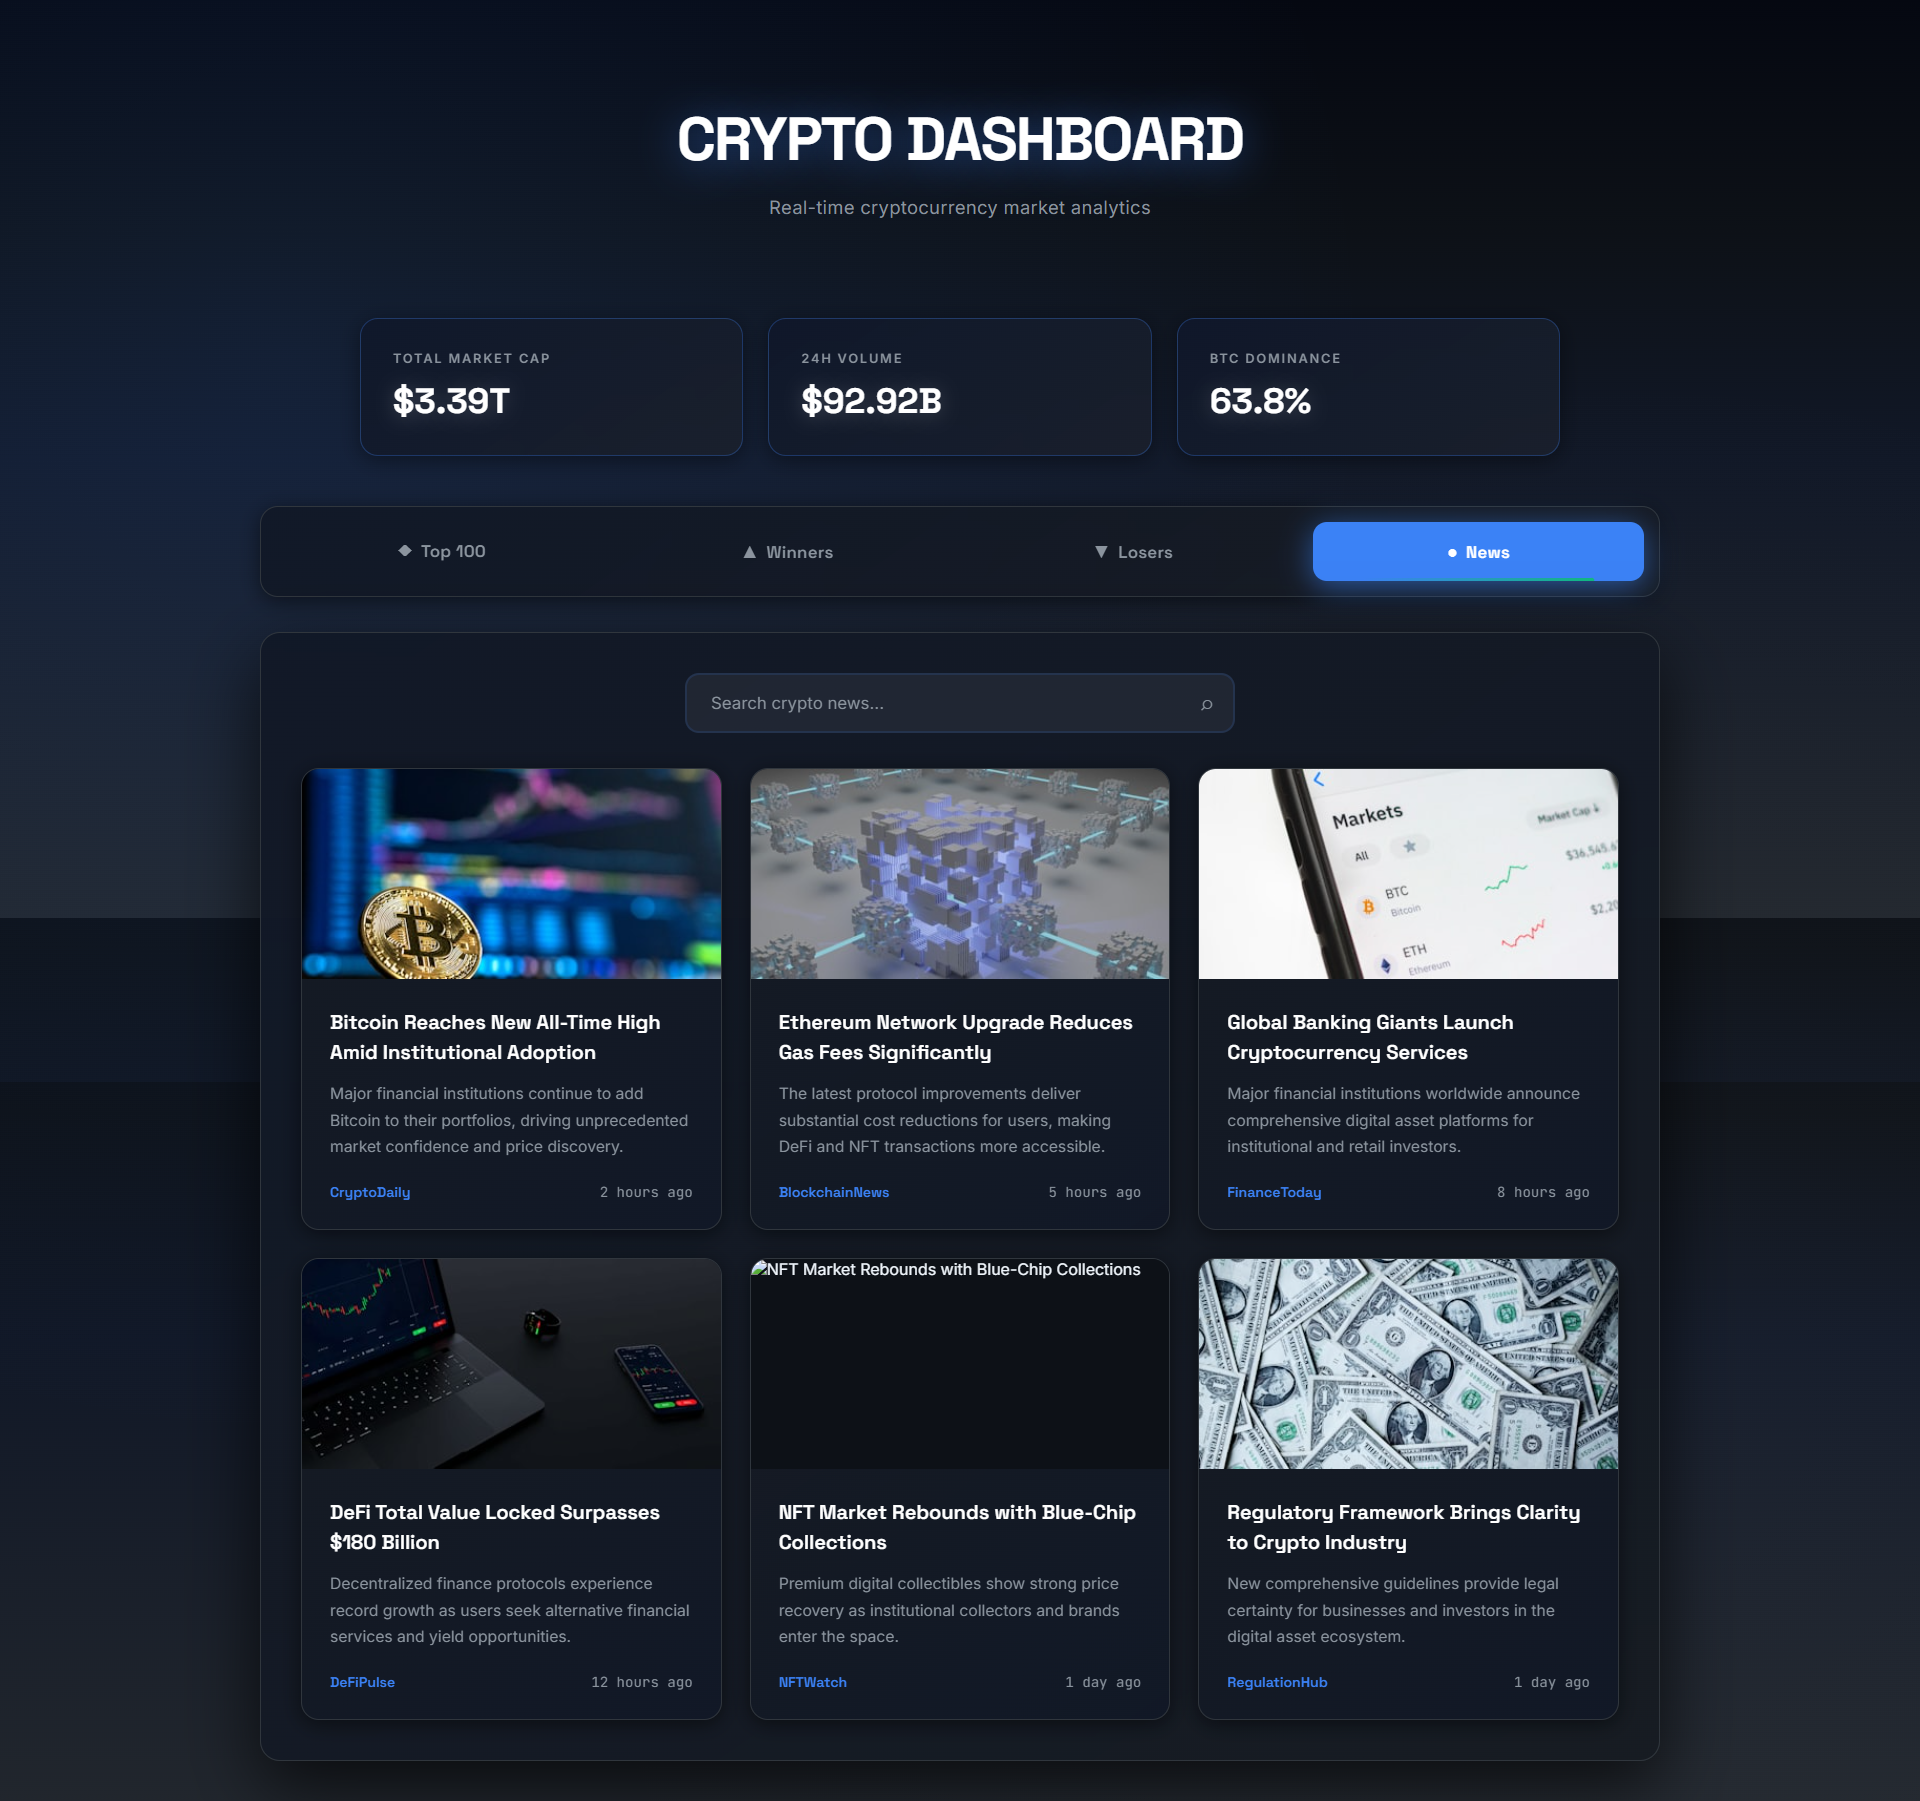 CRYPTO DASHBOARD
Real-time cryptocurrency market analytics
TOTAL MARKET CAP
$3.39T
24H VOLUME
$92.92B
BTC DOMINANCE
63.8%
◆ Top 100
▲ Winners
▼ Losers
● News
Search crypto news...
Markets
Market Cap
All
$36,545.6
BTC
Bitcoin
$2,20
ETH
Ethereum
Bitcoin Reaches New All-Time High
Amid Institutional Adoption
Major financial institutions continue to add
Bitcoin to their portfolios, driving unprecedented
market confidence and price discovery.
CryptoDaily
2 hours ago
Ethereum Network Upgrade Reduces
Gas Fees Significantly
The latest protocol improvements deliver
substantial cost reductions for users, making
DeFi and NFT transactions more accessible.
BlockchainNews
5 hours ago
Global Banking Giants Launch
Cryptocurrency Services
Major financial institutions worldwide announce
comprehensive digital asset platforms for
institutional and retail investors.
FinanceToday
8 hours ago
NFT Market Rebounds with Blue-Chip Collections
DeFi Total Value Locked Surpasses
$180 Billion
Decentralized finance protocols experience
record growth as users seek alternative financial
services and yield opportunities.
DeFiPulse
12 hours ago
NFT Market Rebounds with Blue-Chip
Collections
Premium digital collectibles show strong price
recovery as institutional collectors and brands
enter the space.
NFTWatch
1 day ago
Regulatory Framework Brings Clarity
to Crypto Industry
New comprehensive guidelines provide legal
certainty for businesses and investors in the
digital asset ecosystem.
RegulationHub
1 day ago